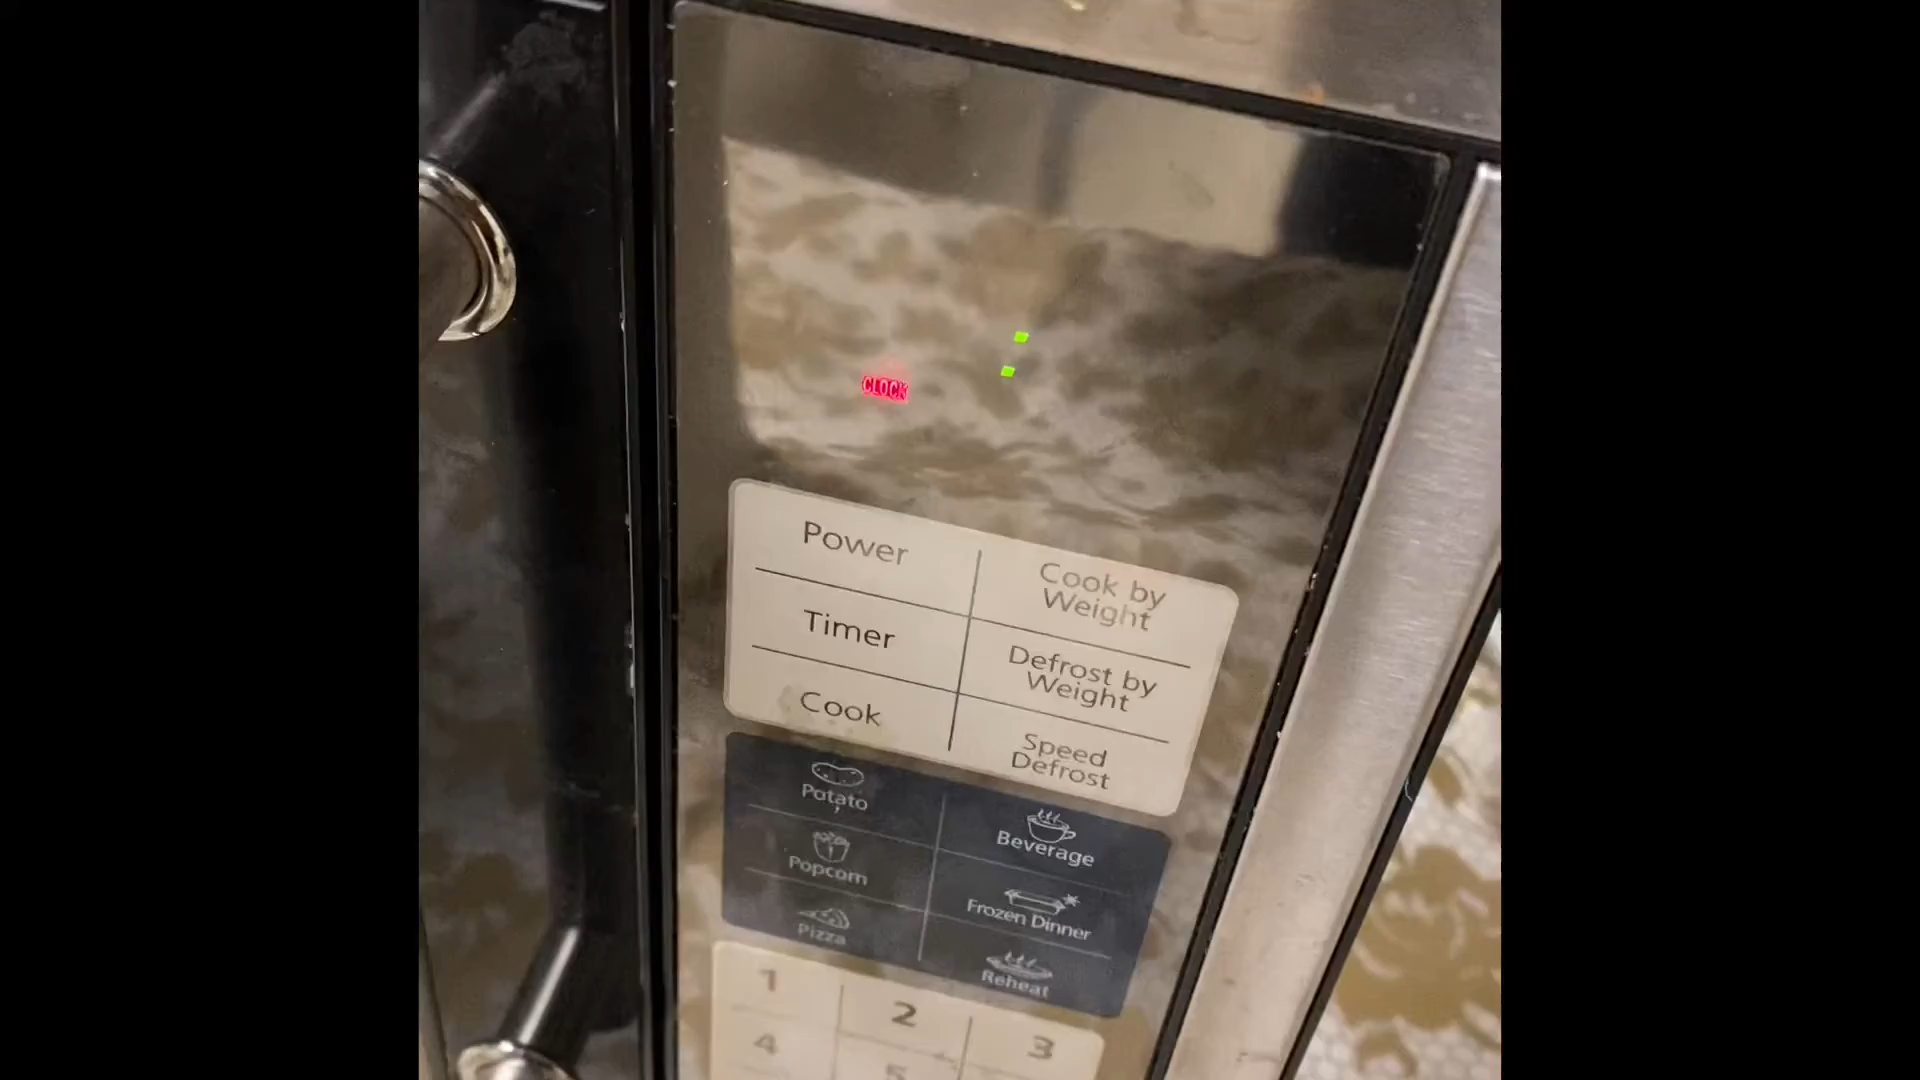 CLOCK
:
Power
Cook by
Weight
Timer
Defrost by
Weight
Cook
Speed
Defrost
Potato
Beverage
Popcorn
Frozen Dinner
Pizza
Reheat
1
2
3
4
5